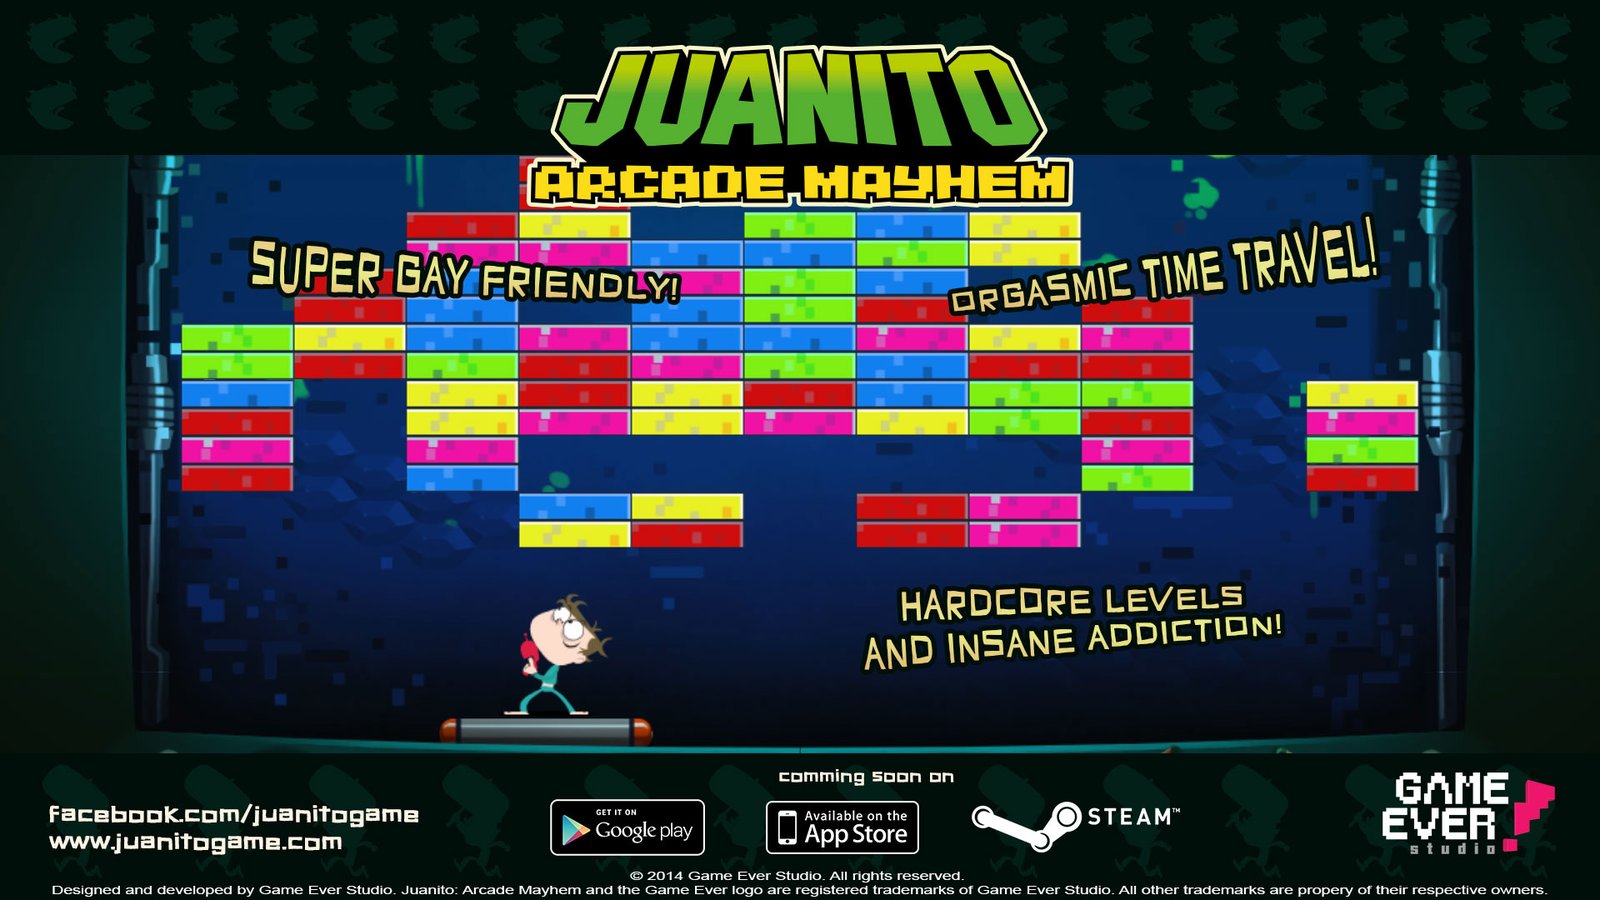 JUANITO
ARCADE MAYHEM
SUPER GAY FRIENDLY!
ORGASMIC TIME TRAVEL!
HARDCORE LEVELS
AND INSANE ADDICTION!
comming soon on
facebook.com/juanitogame
www.juanitogame.com
GET IT ON
Google play
Available on the
App Store
STEAM™
GAME
EVER
studio
© 2014 Game Ever Studio. All rights reserved.
Designed and developed by Game Ever Studio. Juanito: Arcade Mayhem and the Game Ever logo are registered trademarks of Game Ever Studio. All other trademarks are propery of their respective owners.